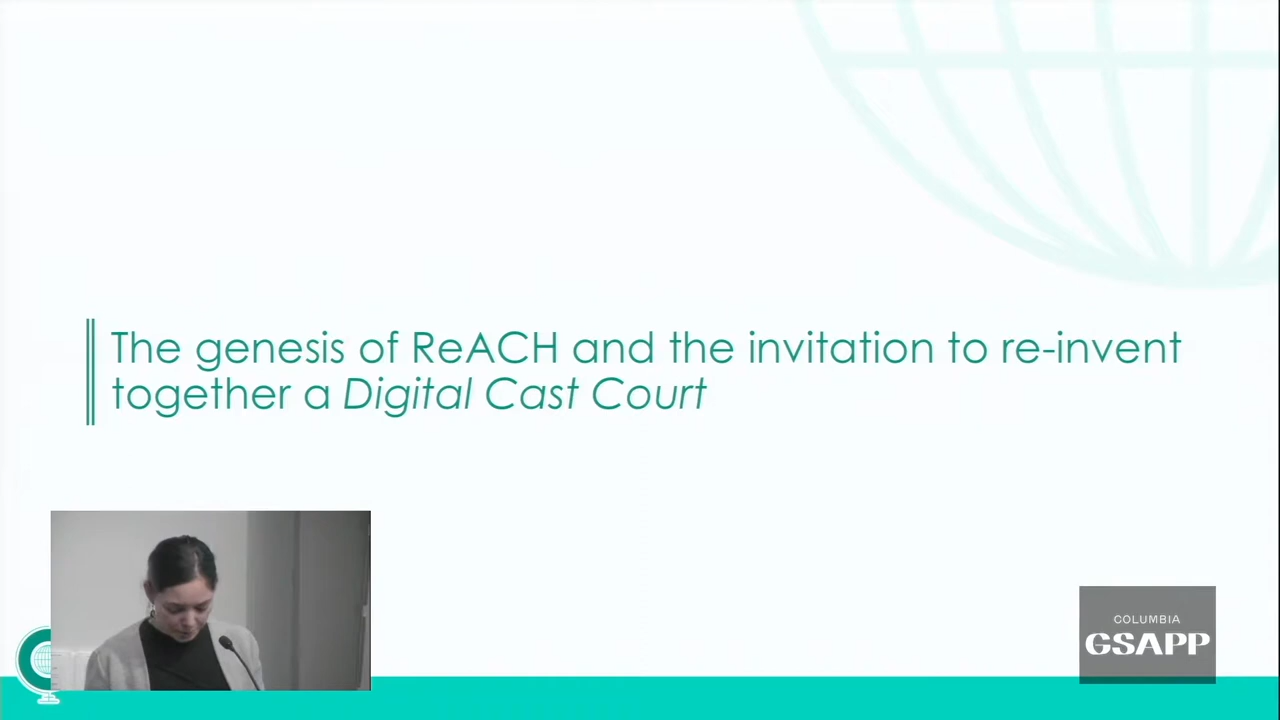 The genesis of ReACH and the invitation to re-invent
together a Digital Cast Court
COLUMBIA
GSAPP